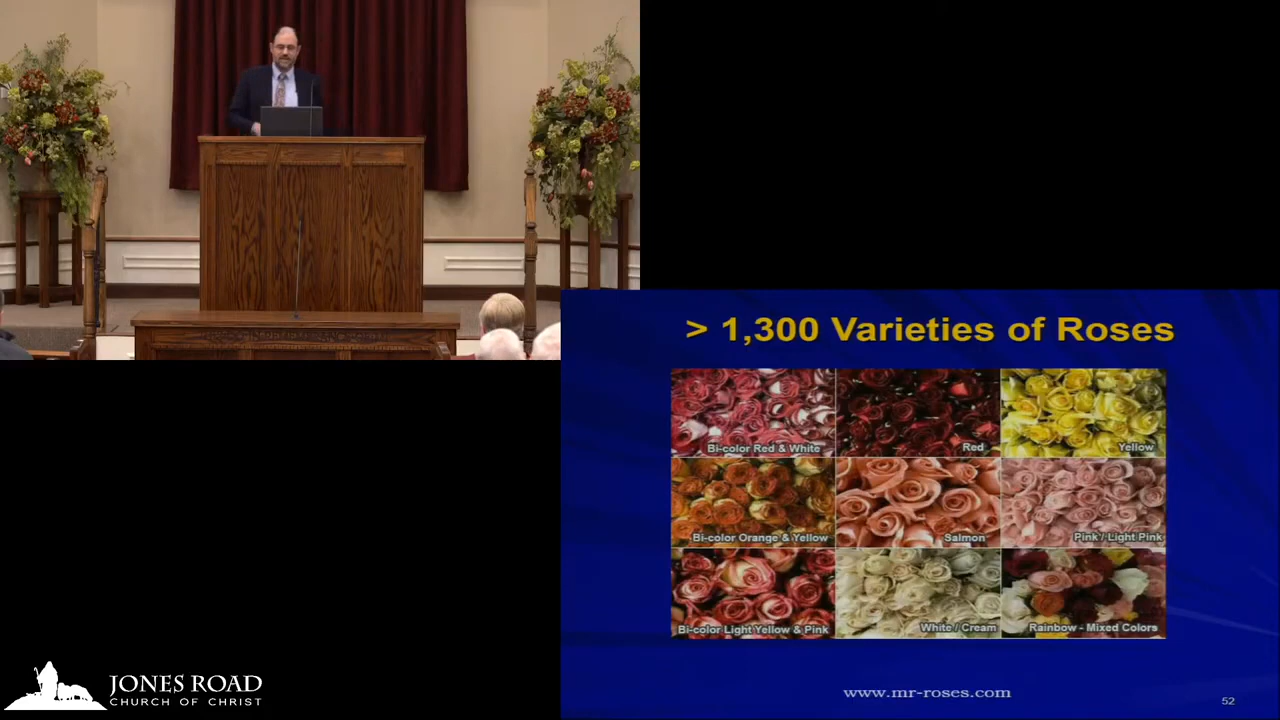 > 1,300 Varieties of Roses
Bi-color Red & White
Red
Yellow
Bi-color Orange & Yellow
Salmon
Pink / Light Pink
Bi-color Light Yellow & Pink
White / Cream
Rainbow - Mixed Colors
www.mr-roses.com
52
JONES ROAD
CHURCH OF CHRIST